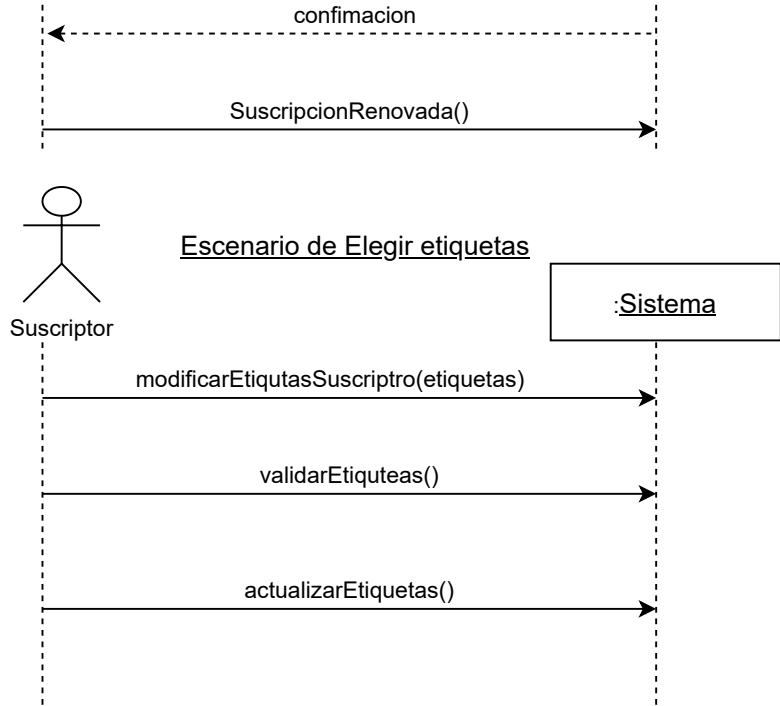 confimacion
SuscripcionRenovada()
Escenario de Elegir etiquetas
:Sistema
Suscriptor
modificarEtiqutasSuscriptro(etiquetas)
validarEtiquteas()
actualizarEtiquetas()